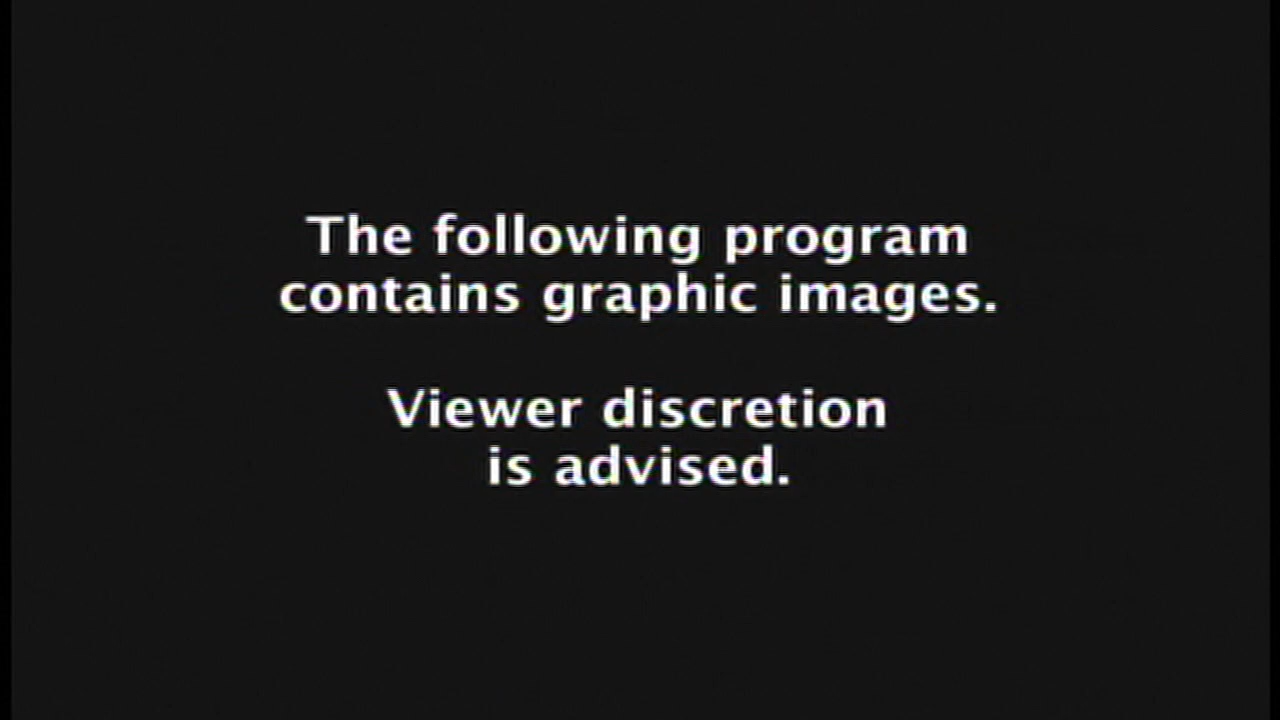 The following program
contains graphic images.
Viewer discretion
is advised.